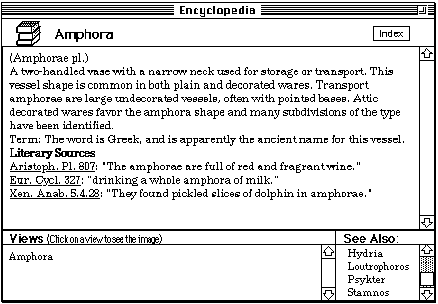 Encyclopedia
Amphora
Index
(Amphorae pl.)
A two-handled vase with a narrow neck used for storage or transport. This
vessel shape is common in both plain and decorated wares. Transport
amphorae are large undecorated vessels, often with pointed bases. Attic
decorated wares favor the amphora shape and many subdivisions of the type
have been identified.
Term: The word is Greek, and is apparently the ancient name for this vessel.
Literary Sources
Aristoph. Pl. 807: "The amphorae are full of red and fragrant wine."
Eur. Cycl. 327: "drinking a whole amphora of milk."
Xen. Anab. 5.4.28: "They found pickled slices of dolphin in amphorae."
Views (Click on a view to see the image)
Amphora
See Also:
Hydria
Loutrophoros
Psykter
Stamnos